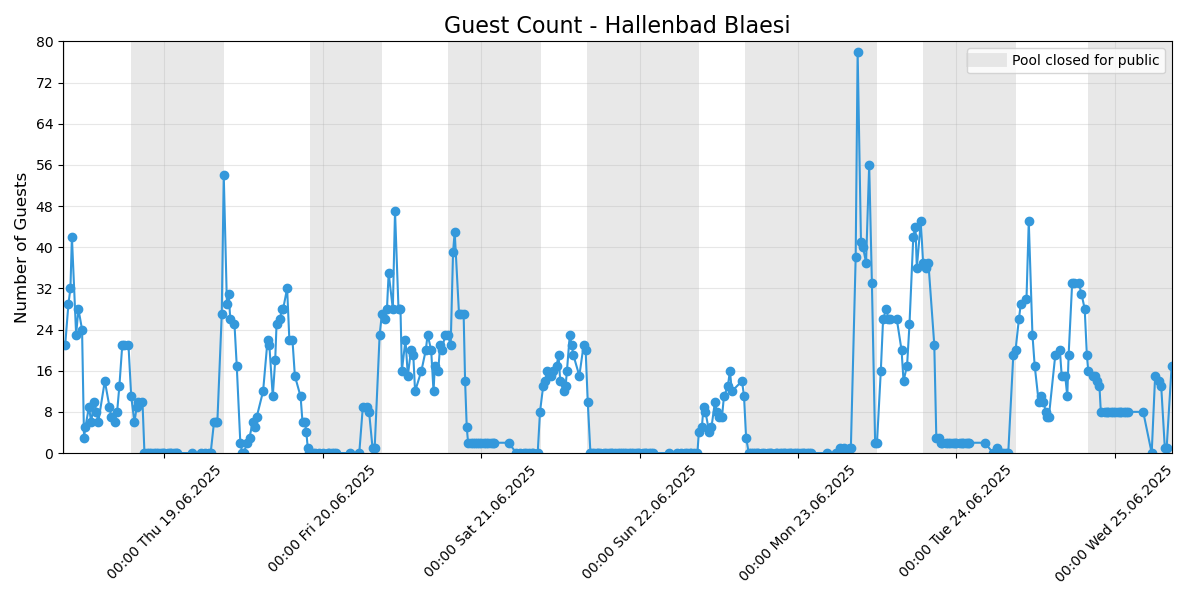 Guest Count - Hallenbad Blaesi
Pool closed for public
Number of Guests
80
72
64
56
48
40
32
24
16
8
0
00:00 Thu 19.06.2025
00:00 Fri 20.06.2025
00:00 Sat 21.06.2025
00:00 Sun 22.06.2025
00:00 Mon 23.06.2025
00:00 Tue 24.06.2025
00:00 Wed 25.06.2025